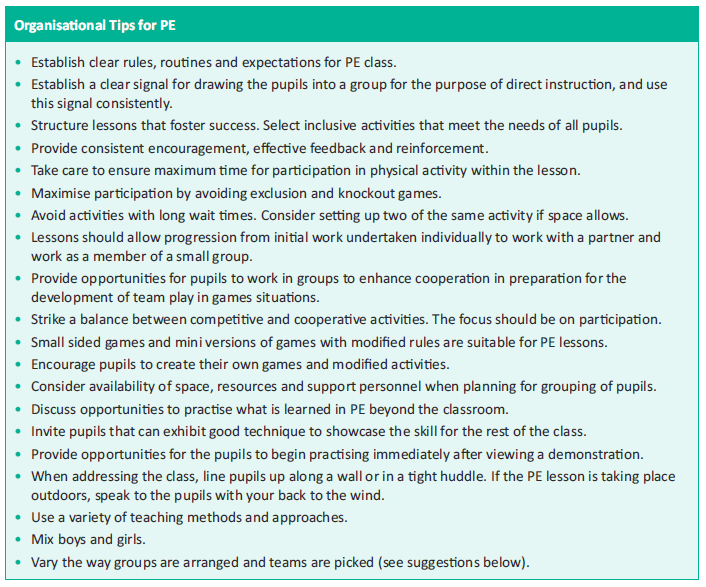 Organisational Tips for PE
• Establish clear rules, routines and expectations for PE class.
• Establish a clear signal for drawing the pupils into a group for the purpose of direct instruction, and use
this signal consistently.
• Structure lessons that foster success. Select inclusive activities that meet the needs of all pupils.
• Provide consistent encouragement, effective feedback and reinforcement.
• Take care to ensure maximum time for participation in physical activity within the lesson.
• Maximise participation by avoiding exclusion and knockout games.
• Avoid activities with long wait times. Consider setting up two of the same activity if space allows.
• Lessons should allow progression from initial work undertaken individually to work with a partner and
work as a member of a small group.
• Provide opportunities for pupils to work in groups to enhance cooperation in preparation for the
development of team play in games situations.
• Strike a balance between competitive and cooperative activities. The focus should be on participation.
• Small sided games and mini versions of games with modified rules are suitable for PE lessons.
• Encourage pupils to create their own games and modified activities.
• Consider availability of space, resources and support personnel when planning for grouping of pupils.
• Discuss opportunities to practise what is learned in PE beyond the classroom.
• Invite pupils that can exhibit good technique to showcase the skill for the rest of the class.
• Provide opportunities for the pupils to begin practising immediately after viewing a demonstration.
• When addressing the class, line pupils up along a wall or in a tight huddle. If the PE lesson is taking place
outdoors, speak to the pupils with your back to the wind.
• Use a variety of teaching methods and approaches.
• Mix boys and girls.
• Vary the way groups are arranged and teams are picked (see suggestions below).